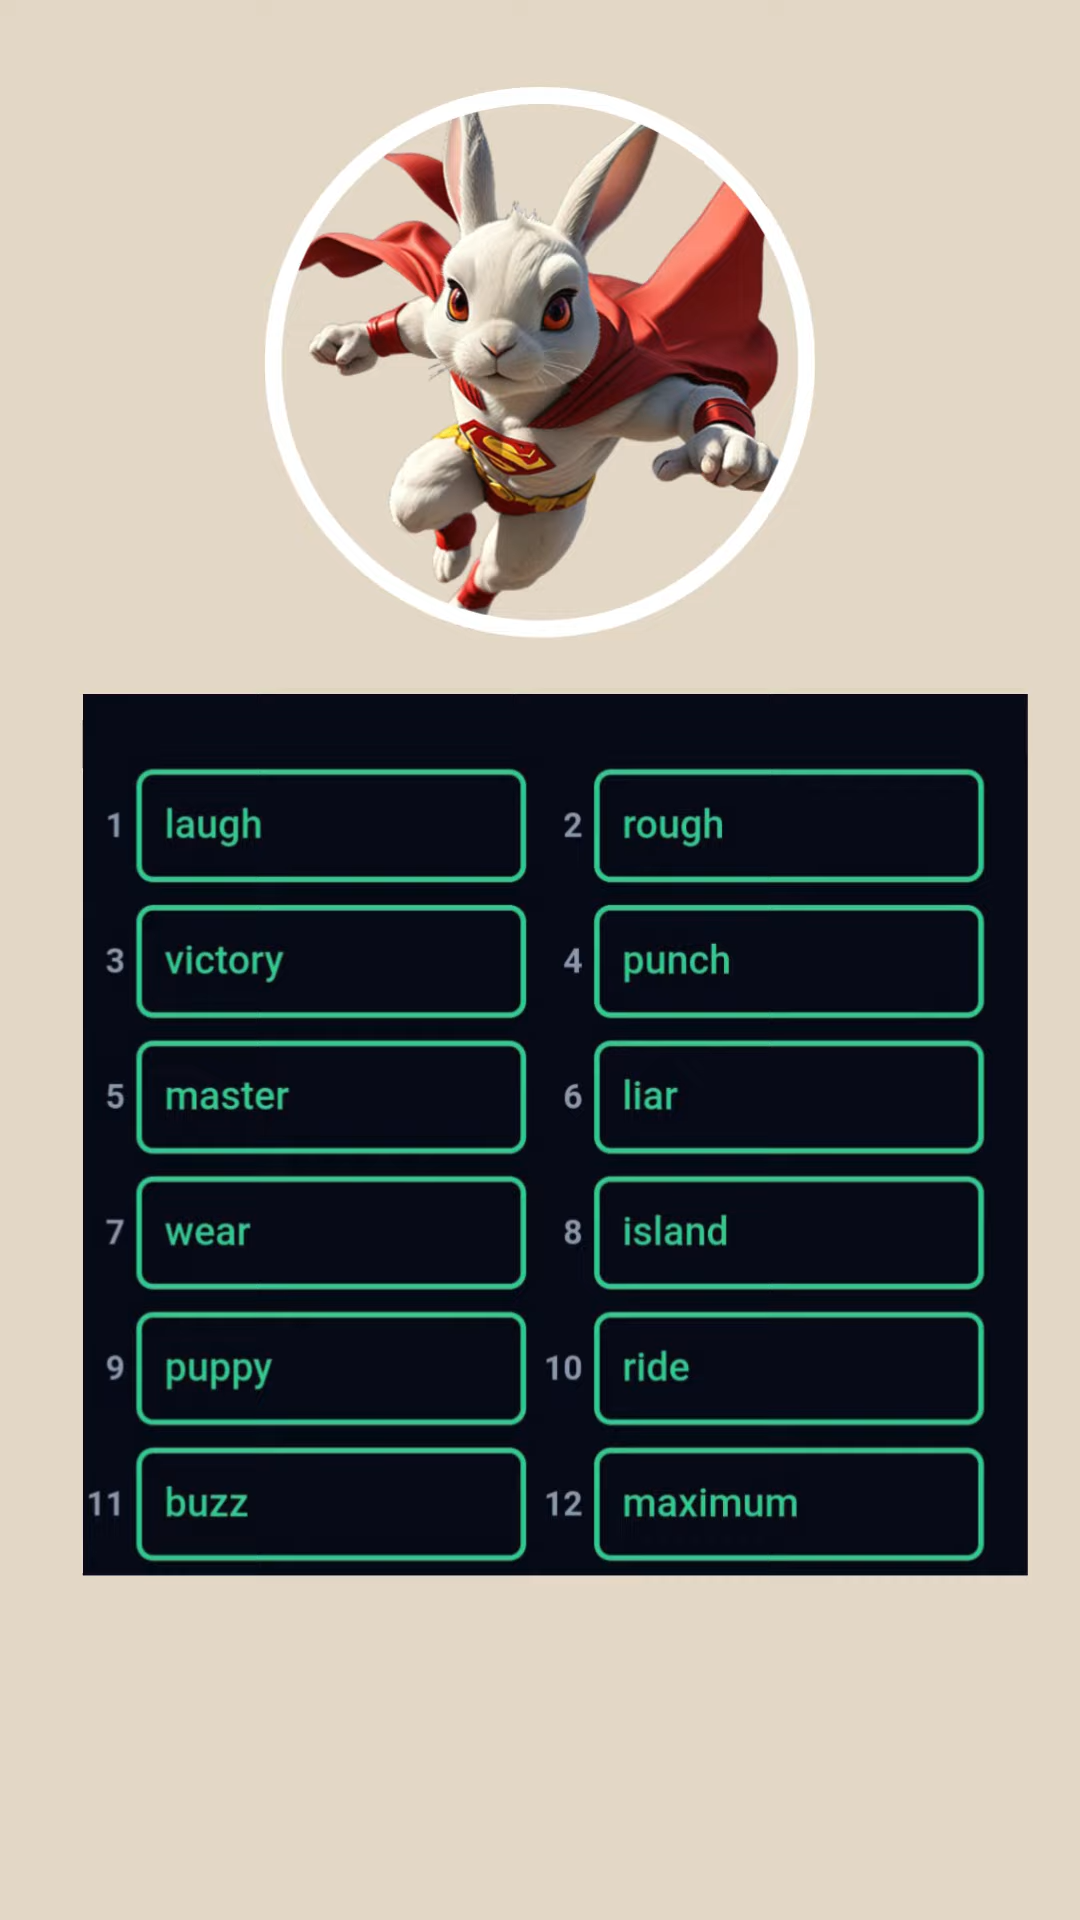 1 laugh 2 rough
3 victory 4 punch
5 master 6 liar
7 wear 8 island
9 puppy 10 ride
11 buzz 12 maximum